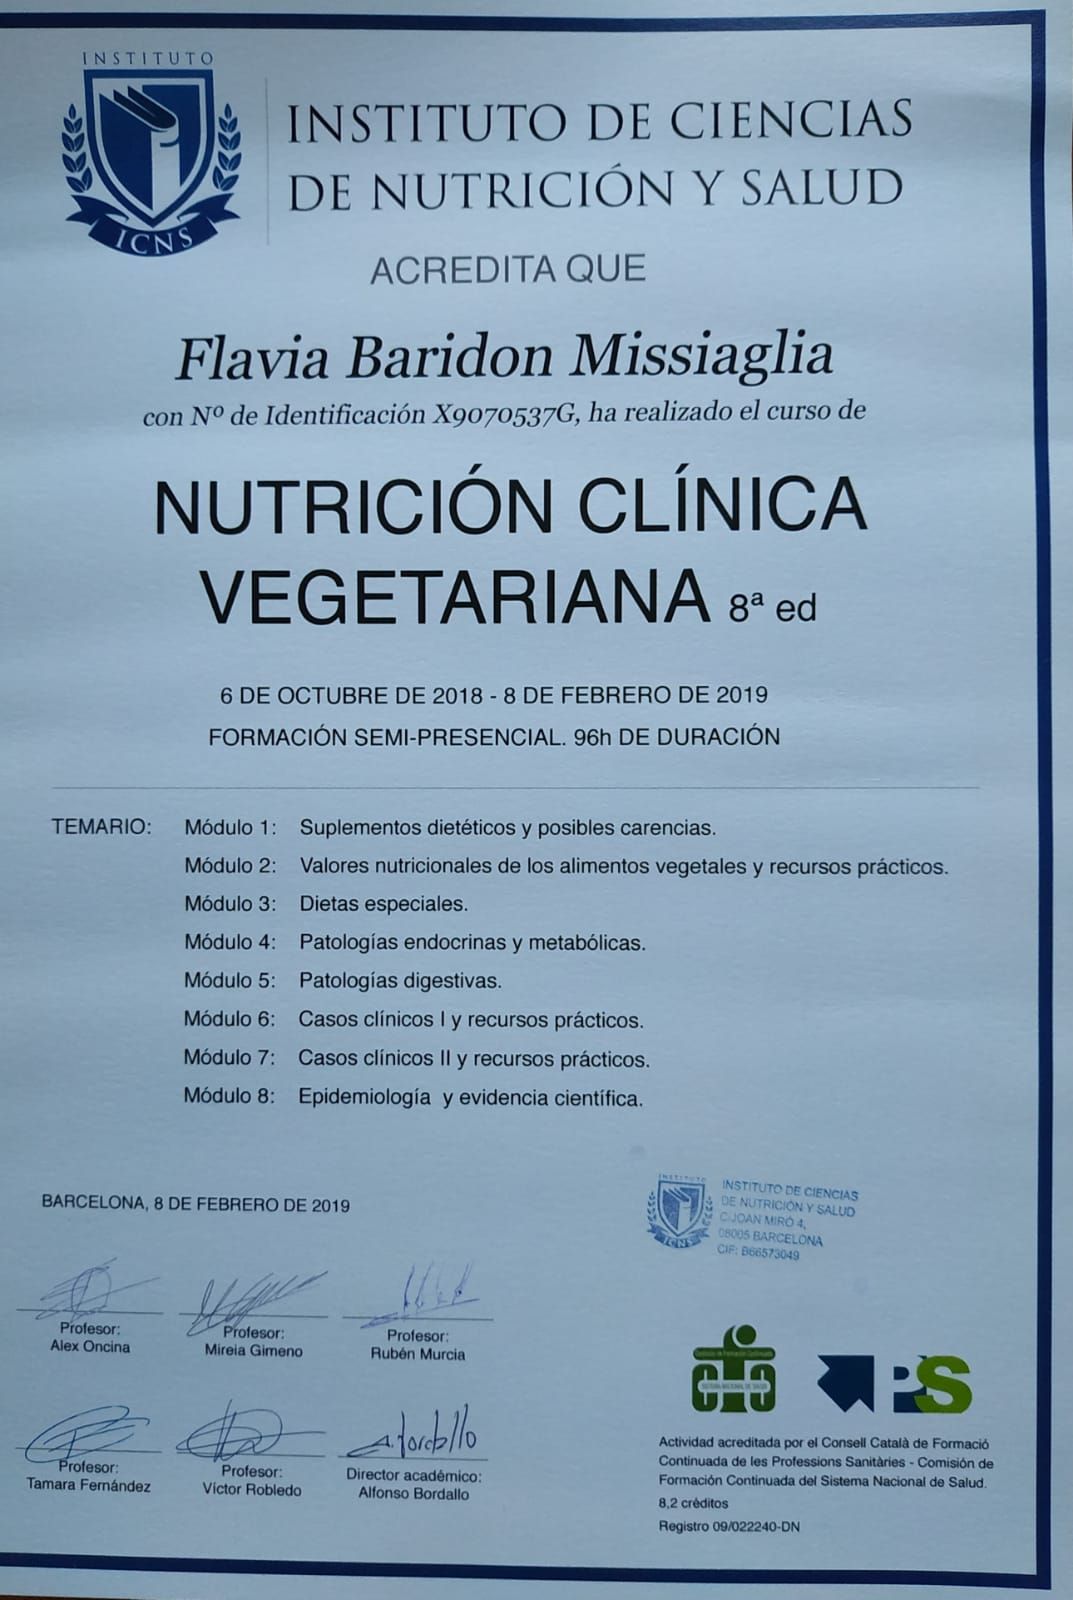 INSTITUTO
ICNS
INSTITUTO DE CIENCIAS
DE NUTRICIÓN Y SALUD
ACREDITA QUE
Flavia Baridon Missiaglia
con Nº de Identificación X9070537G, ha realizado el curso de
NUTRICIÓN CLÍNICA
VEGETARIANA 8ª ed
6 DE OCTUBRE DE 2018 - 8 DE FEBRERO DE 2019
FORMACIÓN SEMI-PRESENCIAL. 96h DE DURACIÓN
TEMARIO: Módulo 1: Suplementos dietéticos y posibles carencias.
Módulo 2: Valores nutricionales de los alimentos vegetales y recursos prácticos.
Módulo 3: Dietas especiales.
Módulo 4: Patologías endocrinas y metabólicas.
Módulo 5: Patologías digestivas.
Módulo 6: Casos clínicos I y recursos prácticos.
Módulo 7: Casos clínicos II y recursos prácticos.
Módulo 8: Epidemiología y evidencia científica.
BARCELONA, 8 DE FEBRERO DE 2019
INSTITUTO
ICNS
INSTITUTO DE CIENCIAS
DE NUTRICIÓN Y SALUD
C/JOAN MIRÓ 4,
08005 BARCELONA
CIF: B66573049
Profesor: Profesor: Profesor:
Alex Oncina Mireia Gimeno Rubén Murcia
A. Bordallo
Profesor: Profesor: Director académico:
Tamara Fernández Víctor Robledo Alfonso Bordallo
PS
Actividad acreditada por el Consell Català de Formació
Continuada de les Professions Sanitàries - Comisión de
Formación Continuada del Sistema Nacional de Salud.
8,2 crèditos
Registro 09/022240-DN